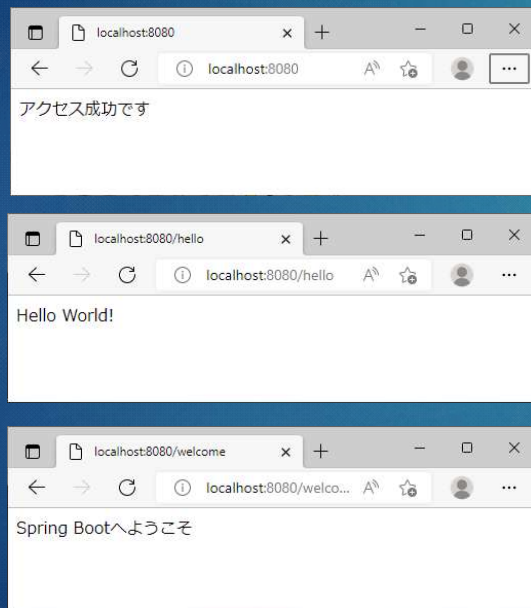 localhost:8080
localhost:8080
アクセス成功です
localhost:8080/hello
localhost:8080/hello
Hello World!
localhost:8080/welcome
localhost:8080/welco...
Spring Bootへようこそ